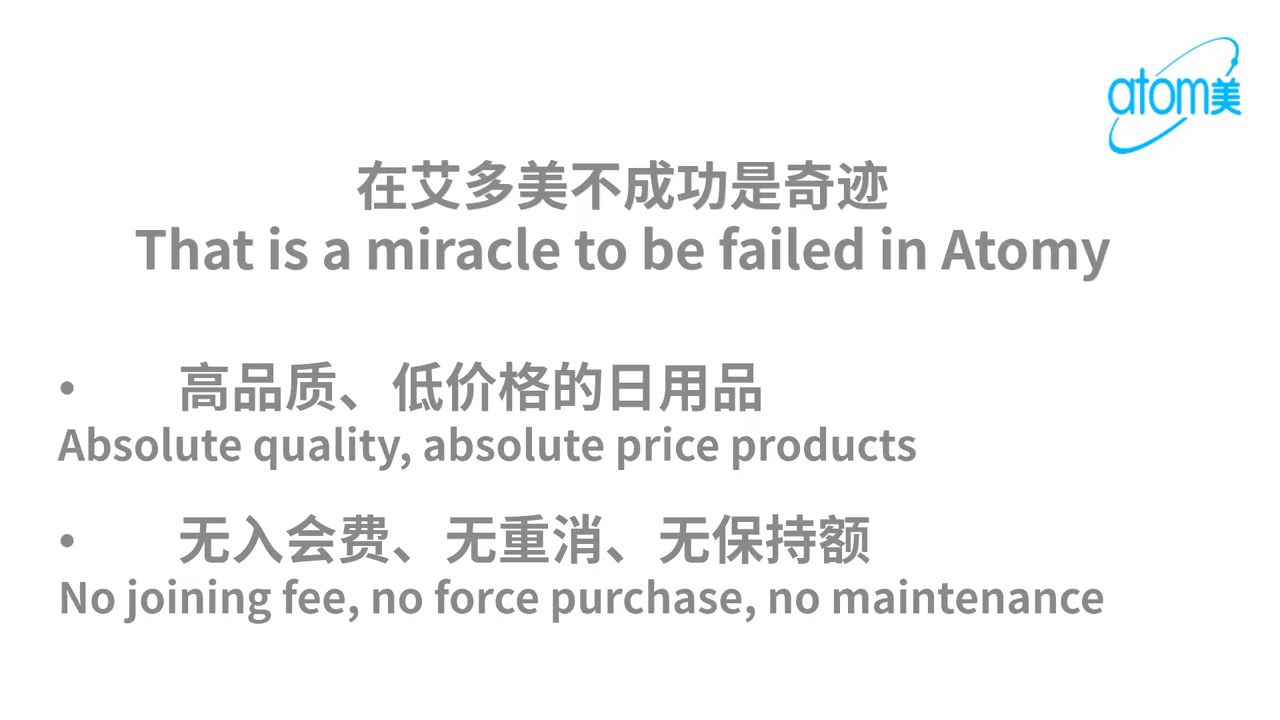 atom美
在艾多美不成功是奇迹
That is a miracle to be failed in Atomy
• 高品质、低价格的日用品
Absolute quality, absolute price products
• 无入会费、无重消、无保持额
No joining fee, no force purchase, no maintenance